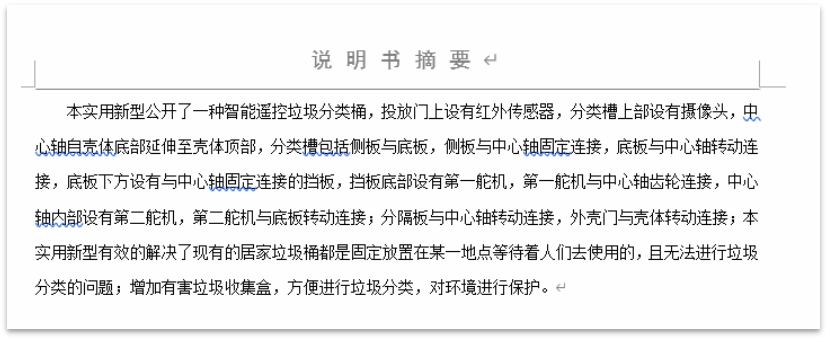 说明书摘要
本实用新型公开了一种智能遥控垃圾分类桶，投放门上设有红外传感器，分类槽上部设有摄像头，中
心轴自壳体底部延伸至壳体顶部，分类槽包括侧板与底板，侧板与中心轴固定连接，底板与中心轴转动连
接，底板下方设有与中心轴固定连接的挡板，挡板底部设有第一舵机，第一舵机与中心轴齿轮连接，中心
轴内部设有第二舵机，第二舵机与底板转动连接；分隔板与中心轴转动连接，外壳门与壳体转动连接；本
实用新型有效的解决了现有的居家垃圾桶都是固定放置在某一地点等待着人们去使用的，且无法进行垃圾
分类的问题；增加有害垃圾收集盒，方便进行垃圾分类，对环境进行保护。